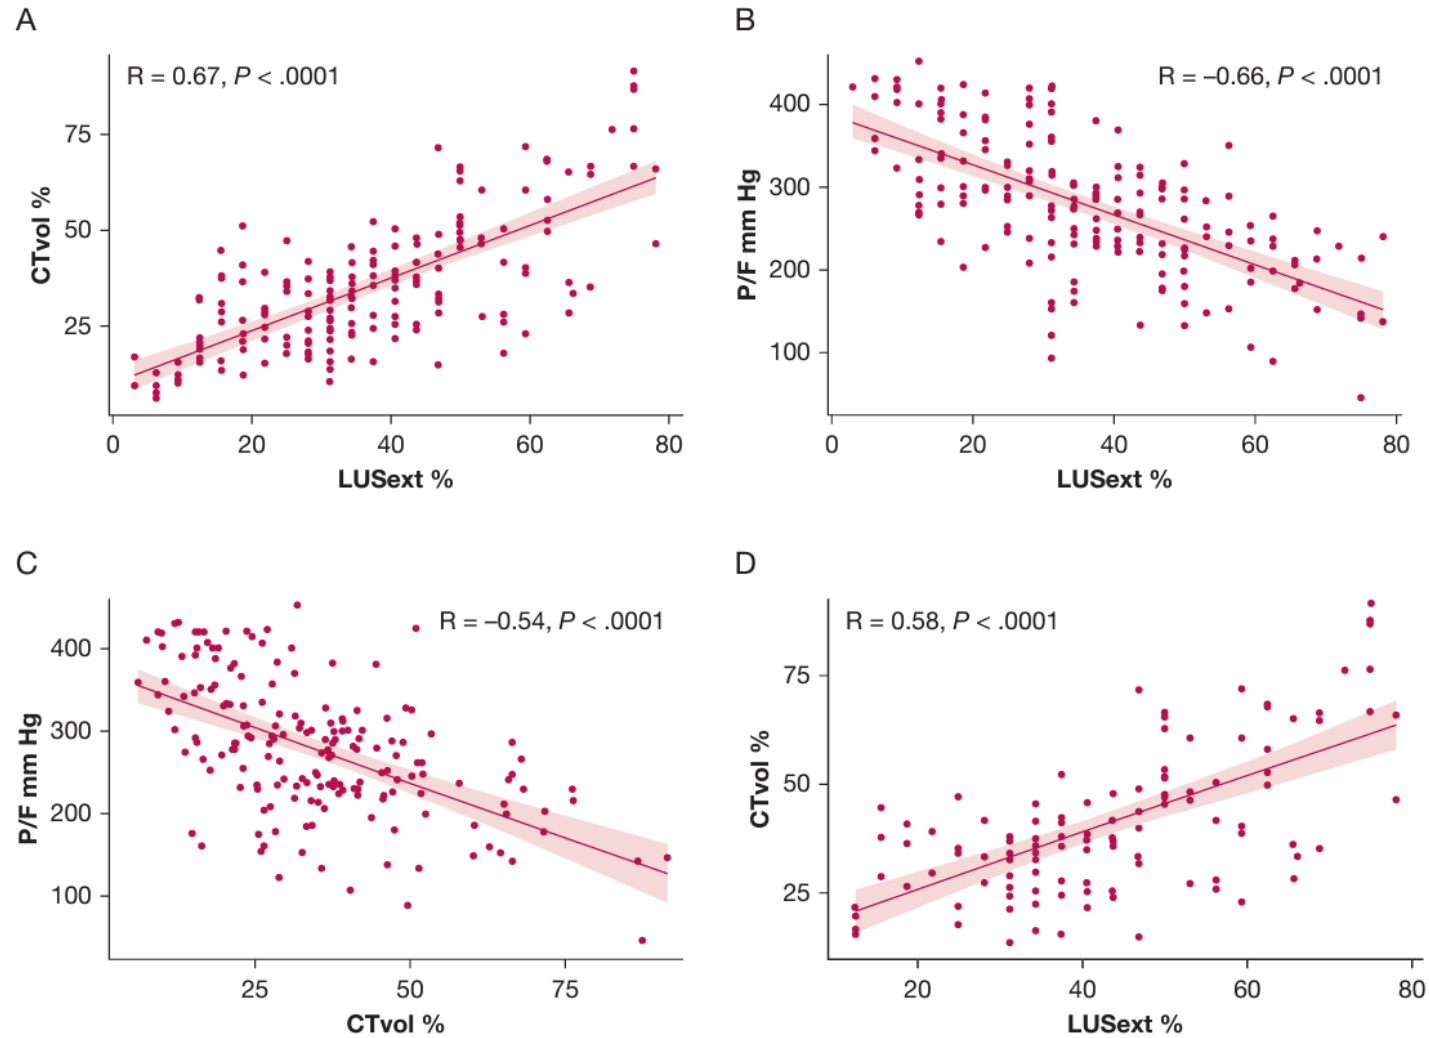 A
R = 0.67, P < .0001
CTvol %
75
50
25
0 20 40 60 80
LUSext %
B
R = –0.66, P < .0001
P/F mm Hg
400
300
200
100
0 20 40 60 80
LUSext %
C
R = –0.54, P < .0001
P/F mm Hg
400
300
200
100
25 50 75
CTvol %
D
R = 0.58, P < .0001
CTvol %
75
50
25
20 40 60 80
LUSext %